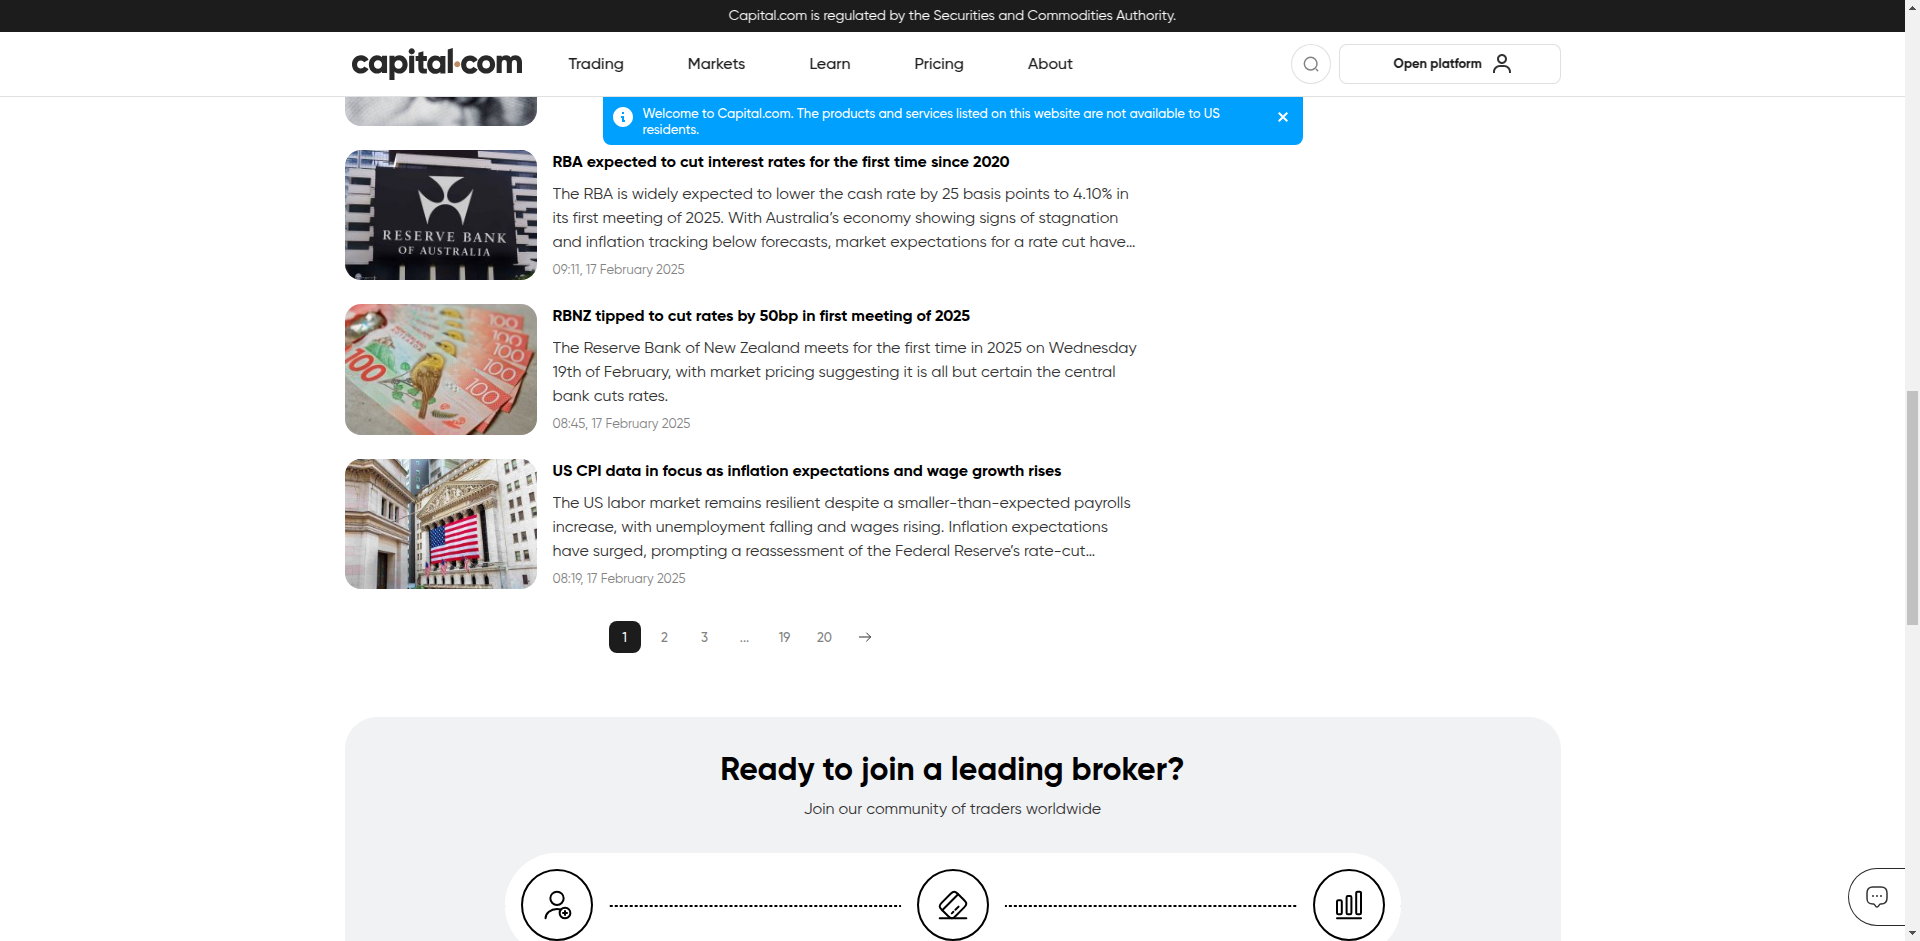 Capital.com is regulated by the Securities and Commodities Authority.
capital.com
Trading
Markets
Learn
Pricing
About
Open platform
Welcome to Capital.com. The products and services listed on this website are not available to US
residents.
RESERVE BANK
OF AUSTRALIA
RBA expected to cut interest rates for the first time since 2020
The RBA is widely expected to lower the cash rate by 25 basis points to 4.10% in
its first meeting of 2025. With Australia’s economy showing signs of stagnation
and inflation tracking below forecasts, market expectations for a rate cut have...
09:11, 17 February 2025
100
100
100
100
100
RBNZ tipped to cut rates by 50bp in first meeting of 2025
The Reserve Bank of New Zealand meets for the first time in 2025 on Wednesday
19th of February, with market pricing suggesting it is all but certain the central
bank cuts rates.
08:45, 17 February 2025
US CPI data in focus as inflation expectations and wage growth rises
The US labor market remains resilient despite a smaller-than-expected payrolls
increase, with unemployment falling and wages rising. Inflation expectations
have surged, prompting a reassessment of the Federal Reserve’s rate-cut...
08:19, 17 February 2025
1 2 3 ... 19 20
Ready to join a leading broker?
Join our community of traders worldwide